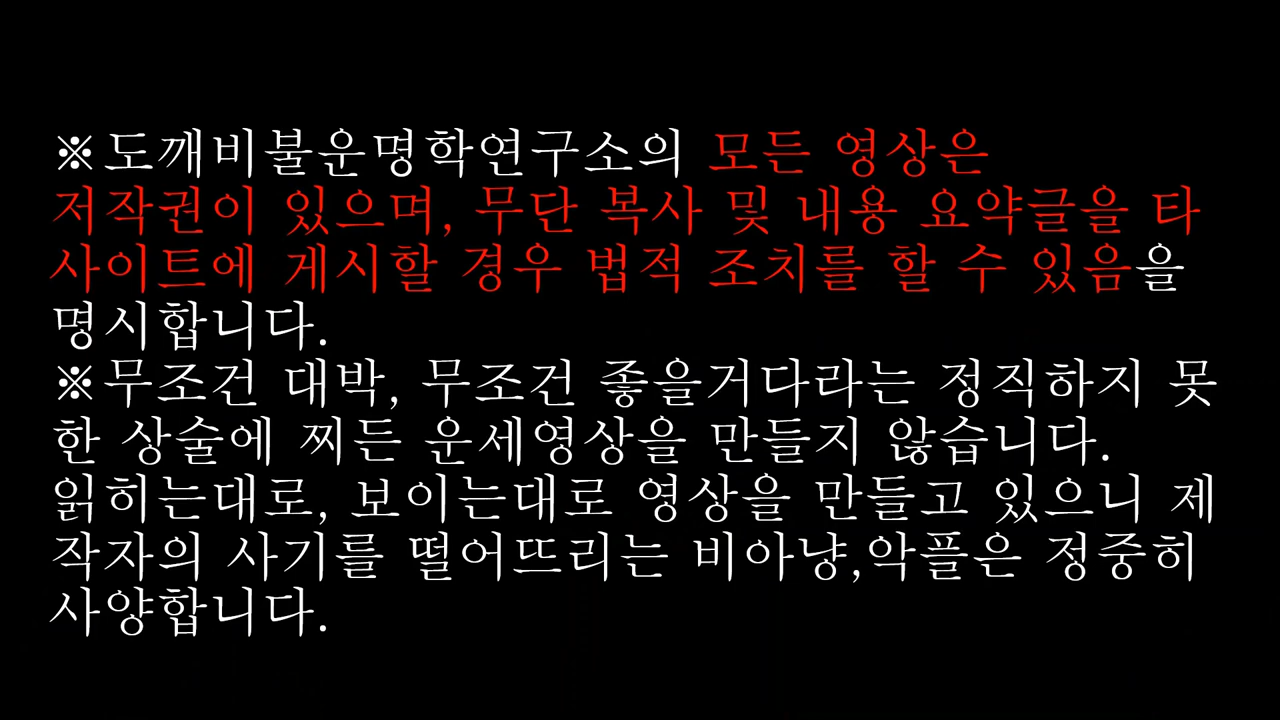 ※도깨비불운명학연구소의 모든 영상은
저작권이 있으며, 무단 복사 및 내용 요약글을 타
사이트에 게시할 경우 법적 조치를 할 수 있음을
명시합니다.
※무조건 대박, 무조건 좋을거다라는 정직하지 못
한 상술에 찌든 운세영상을 만들지 않습니다.
읽히는대로, 보이는대로 영상을 만들고 있으니 제
작자의 사기를 떨어뜨리는 비아냥,악플은 정중히
사양합니다.